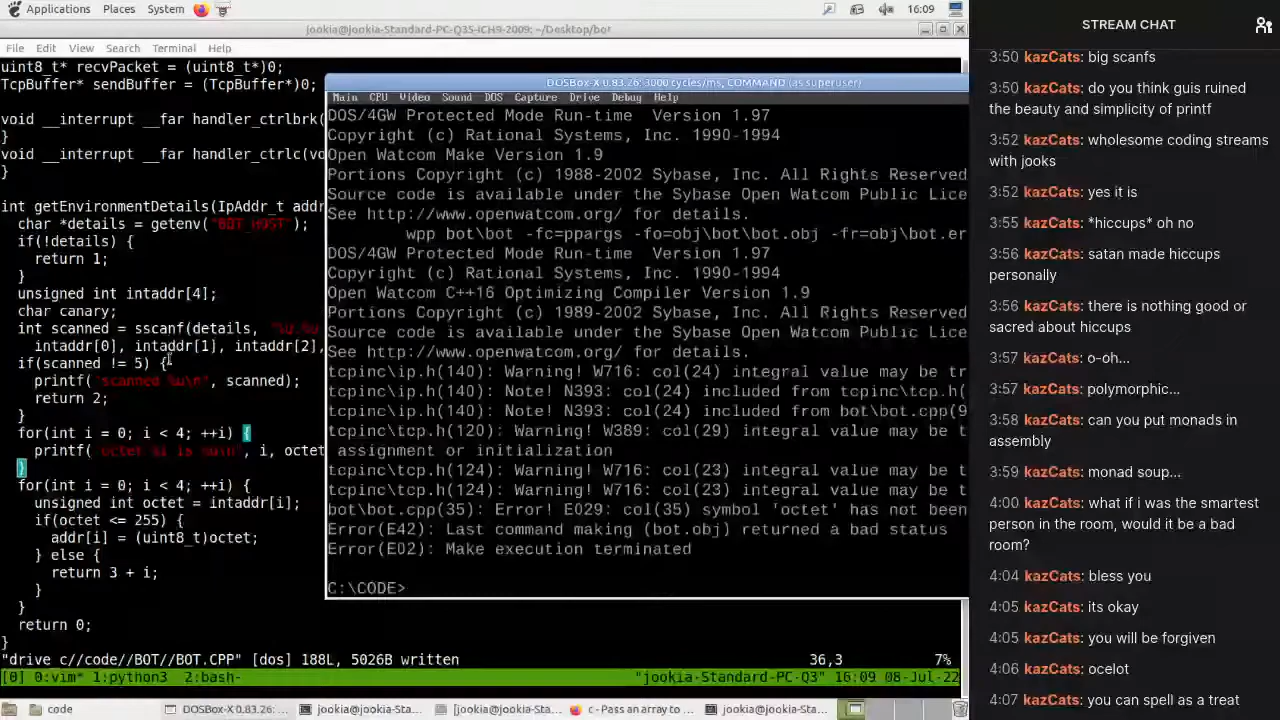 Applications Places System 16:09
jookia@jookia-Standard-PC-Q35-ICH9-2009: ~/Desktop/bot
File Edit View Search Terminal Help
uint8_t* recvPacket = (uint8_t*)0;
TcpBuffer* sendBuffer = (TcpBuffer*)0;
void __interrupt __far handler_ctrlbrk(
}
void __interrupt __far handler_ctrlc(vo
}
int getEnvironmentDetails(IpAddr_t addr
char *details = getenv("BOT_HOST");
if(!details) {
return 1;
}
unsigned int intaddr[4];
char canary;
int scanned = sscanf(details, "%u.%u
intaddr[0], intaddr[1], intaddr[2],
if(scanned != 5) {
printf("scanned %u\n", scanned);
return 2;
}
for(int i = 0; i < 4; ++i) {
printf("octet %i is %u\n", i, octet
}
for(int i = 0; i < 4; ++i) {
unsigned int octet = intaddr[i];
if(octet <= 255) {
addr[i] = (uint8_t)octet;
} else {
return 3 + i;
}
}
return 0;
}
"drive c//code//BOT//BOT.CPP" [dos] 188L, 5026B written 36,3 7%
[0] 0:vim* 1:python3 2:bash- "jookia-Standard-PC-Q3" 16:09 08-Jul-22
DOSBox-X 0.83.26: 3000 cycles/ms, COMMAND (as superuser)
Main CPU Video Sound DOS Capture Drive Debug Help
DOS/4GW Protected Mode Run-time Version 1.97
Copyright (c) Rational Systems, Inc. 1990-1994
Open Watcom Make Version 1.9
Portions Copyright (c) 1988-2002 Sybase, Inc. All Rights Reserved
Source code is available under the Sybase Open Watcom Public Lice
See http://www.openwatcom.org/ for details.
wpp bot\bot -fc=ppargs -fo=obj\bot\bot.obj -fr=obj\bot.er
DOS/4GW Protected Mode Run-time Version 1.97
Copyright (c) Rational Systems, Inc. 1990-1994
Open Watcom C++16 Optimizing Compiler Version 1.9
Portions Copyright (c) 1989-2002 Sybase, Inc. All Rights Reserved
Source code is available under the Sybase Open Watcom Public Lice
See http://www.openwatcom.org/ for details.
tcpinc\ip.h(140): Warning! W716: col(24) integral value may be tr
tcpinc\ip.h(140): Note! N393: col(24) included from tcpinc\tcp.h(
tcpinc\ip.h(140): Note! N393: col(24) included from bot\bot.cpp(9
tcpinc\tcp.h(120): Warning! W389: col(29) integral value may be t
assignment or initialization
tcpinc\tcp.h(124): Warning! W716: col(23) integral value may be t
tcpinc\tcp.h(124): Warning! W716: col(23) integral value may be t
bot\bot.cpp(35): Error! E029: col(35) symbol 'octet' has not been
Error(E42): Last command making (bot.obj) returned a bad status
Error(E02): Make execution terminated
C:\CODE>
code DOSBox-X 0.83.26:... jookia@jookia-Sta... [jookia@jookia-Sta... c - Pass an array to ... jookia@jookia-Sta...
STREAM CHAT
3:50 kazCats: big scanfs
3:50 kazCats: do you think guis ruined
the beauty and simplicity of printf
3:52 kazCats: wholesome coding streams
with jooks
3:52 kazCats: yes it is
3:55 kazCats: *hiccups* oh no
3:56 kazCats: satan made hiccups
personally
3:56 kazCats: there is nothing good or
sacred about hiccups
3:57 kazCats: o-oh...
3:57 kazCats: polymorphic...
3:58 kazCats: can you put monads in
assembly
3:59 kazCats: monad soup...
4:00 kazCats: what if i was the smartest
person in the room, would it be a bad
room?
4:04 kazCats: bless you
4:05 kazCats: its okay
4:05 kazCats: you will be forgiven
4:06 kazCats: ocelot
4:07 kazCats: you can spell as a treat